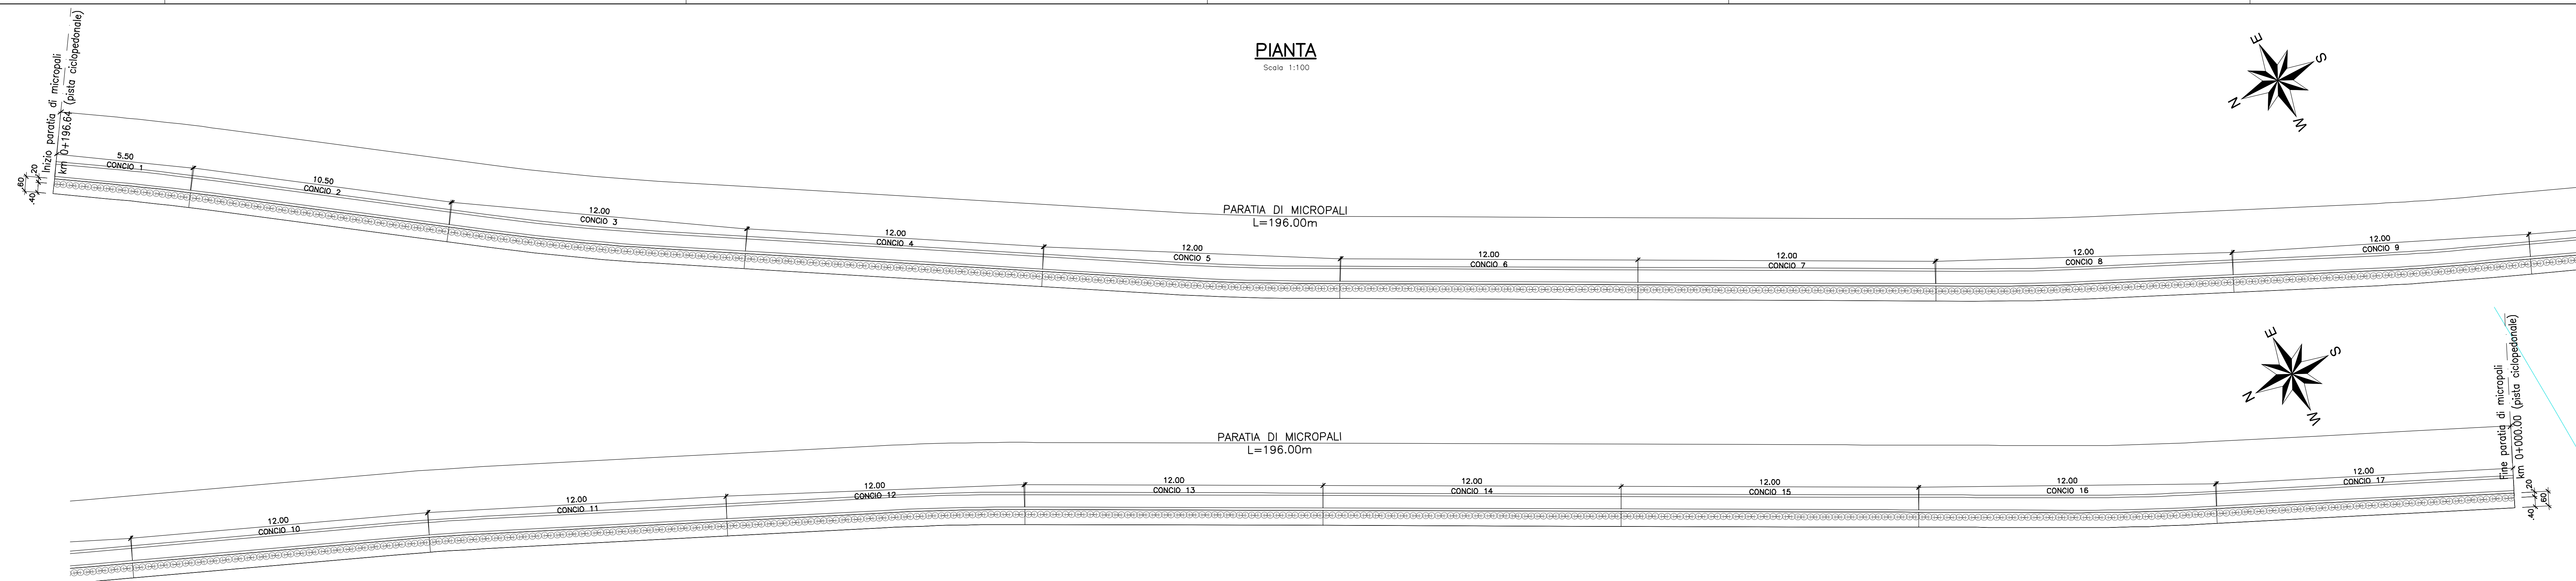 PIANTA
Scala 1:100
E
S
N
W
Inizio paratia di micropali
km 0+196.64 (pista ciclopedonale)
.60
.20
.40
5.50
CONCIO 1
10.50
CONCIO 2
12.00
CONCIO 3
12.00
CONCIO 4
PARATIA DI MICROPALI
L=196.00m
12.00
CONCIO 5
12.00
CONCIO 6
12.00
CONCIO 7
12.00
CONCIO 8
12.00
CONCIO 9
E
S
N
W
PARATIA DI MICROPALI
L=196.00m
12.00
CONCIO 10
12.00
CONCIO 11
12.00
CONCIO 12
12.00
CONCIO 13
12.00
CONCIO 14
12.00
CONCIO 15
12.00
CONCIO 16
12.00
CONCIO 17
Fine paratia di micropali
km 0+000.00 (pista ciclopedonale)
.20
.60
.40